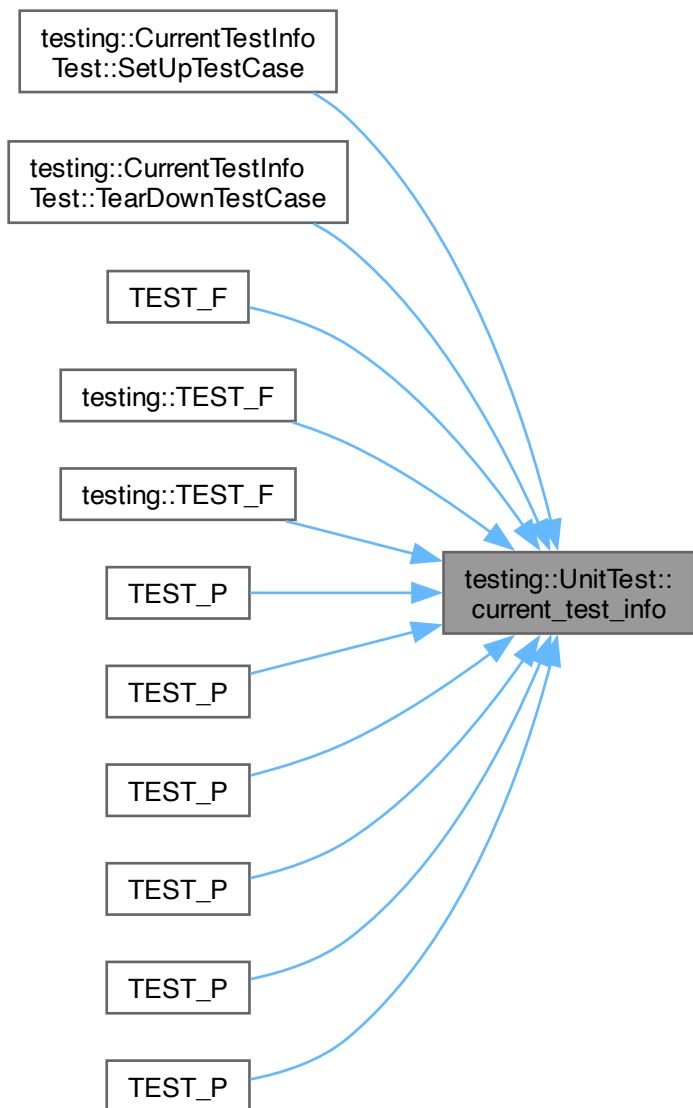 testing::CurrentTestInfo
Test::SetUpTestCase
testing::CurrentTestInfo
Test::TearDownTestCase
TEST_F
testing::TEST_F
testing::TEST_F
testing::UnitTest::
current_test_info
TEST_P
TEST_P
TEST_P
TEST_P
TEST_P
TEST_P